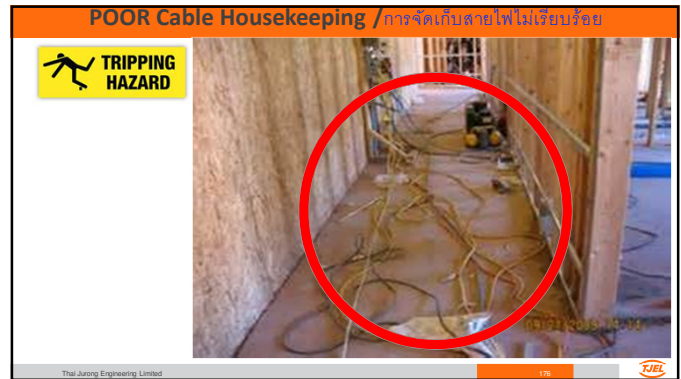 POOR Cable Housekeeping /การจัดเก็บสายไฟไม่เรียบร้อย
TRIPPING
HAZARD
Thai Jurong Engineering Limited
176
TJEL